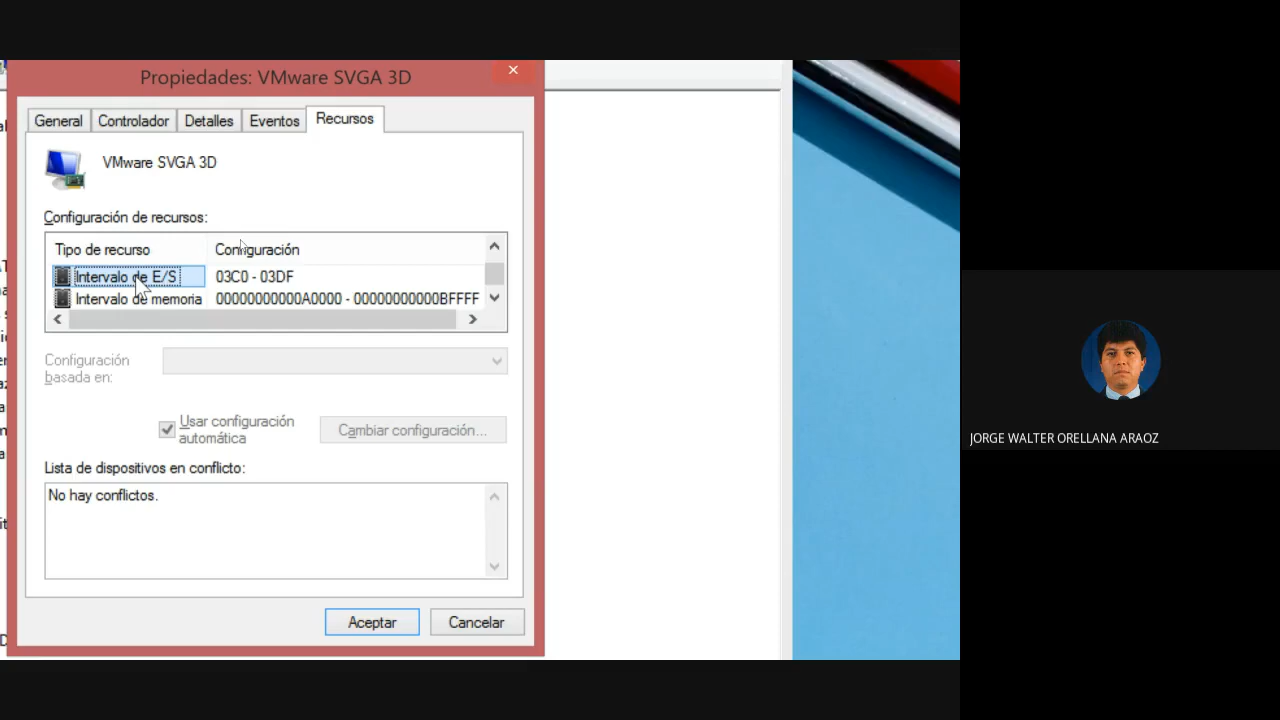 Propiedades: VMware SVGA 3D
General
Controlador
Detalles
Eventos
Recursos
VMware SVGA 3D
Configuración de recursos:
Tipo de recurso
Configuración
Intervalo de E/S
03C0 - 03DF
Intervalo de memoria
00000000000A0000 - 00000000000BFFFF
Configuración
basada en:
Usar configuración
automática
Cambiar configuración...
Lista de dispositivos en conflicto:
No hay conflictos.
Aceptar
Cancelar
JORGE WALTER ORELLANA ARAOZ